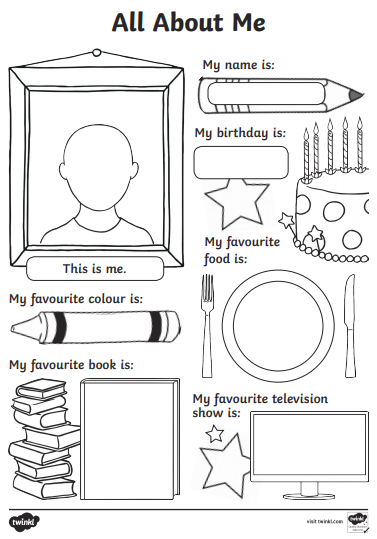 All About Me
My name is:
My birthday is:
This is me.
My favourite
food is:
My favourite colour is:
My favourite book is:
My favourite television
show is:
twinkl
visit twinkl.com
twinkl